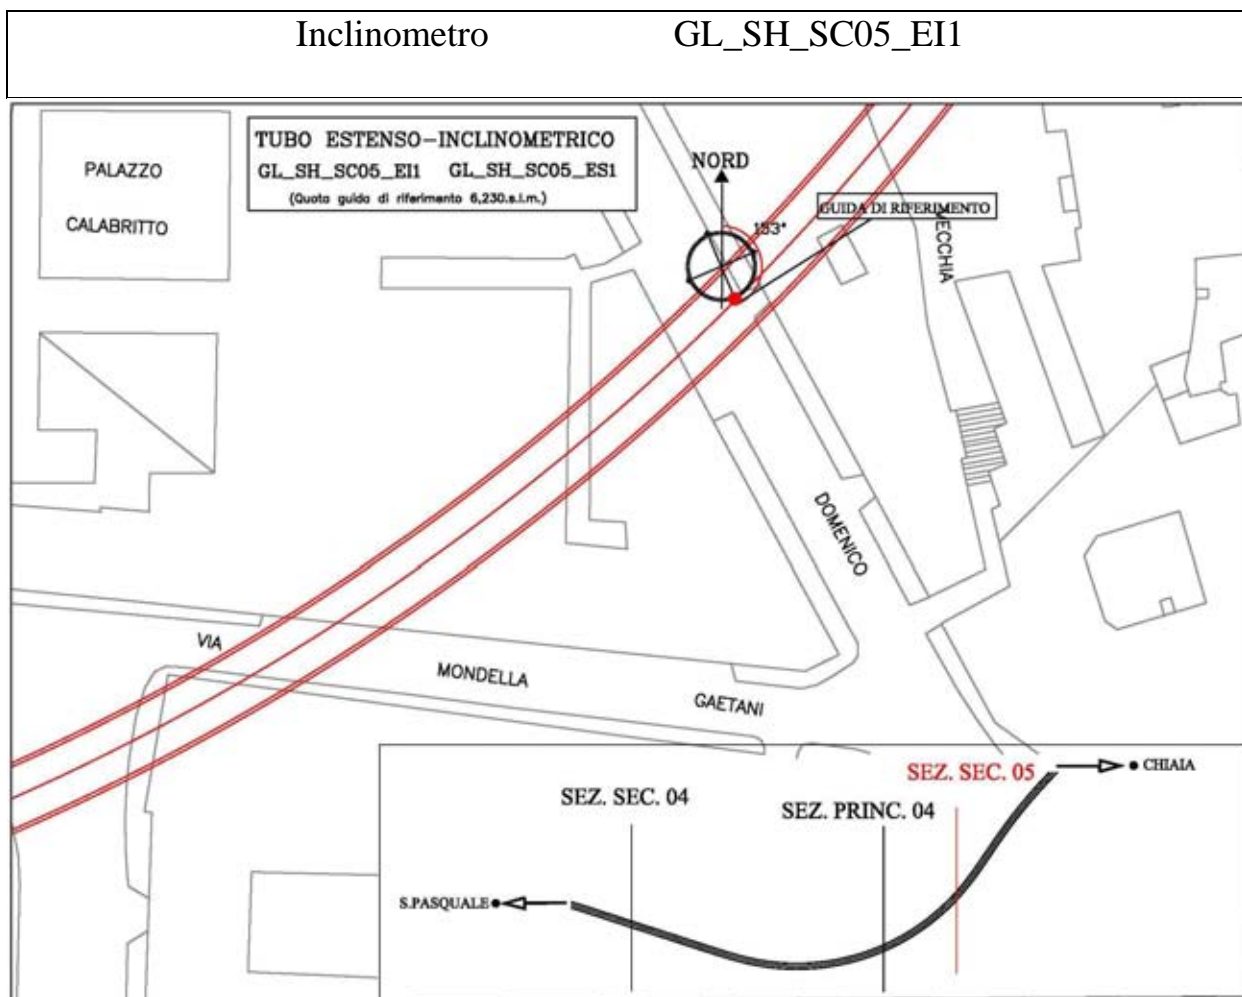 Inclinometro GL_SH_SC05_EI1
TUBO ESTENSO-INCLINOMETRICO
GL_SH_SC05_EI1 GL_SH_SC05_ES1
(Quota guida di riferimento 6,230.s.l.m.)
PALAZZO
CALABRITTO
NORD
153°
GUIDA DI RIFERIMENTO
VECCHIA
DOMENICO
VIA
MONDELLA
GAETANI
SEZ. SEC. 04
SEZ. PRINC. 04
SEZ. SEC. 05
CHIAIA
S.PASQUALE